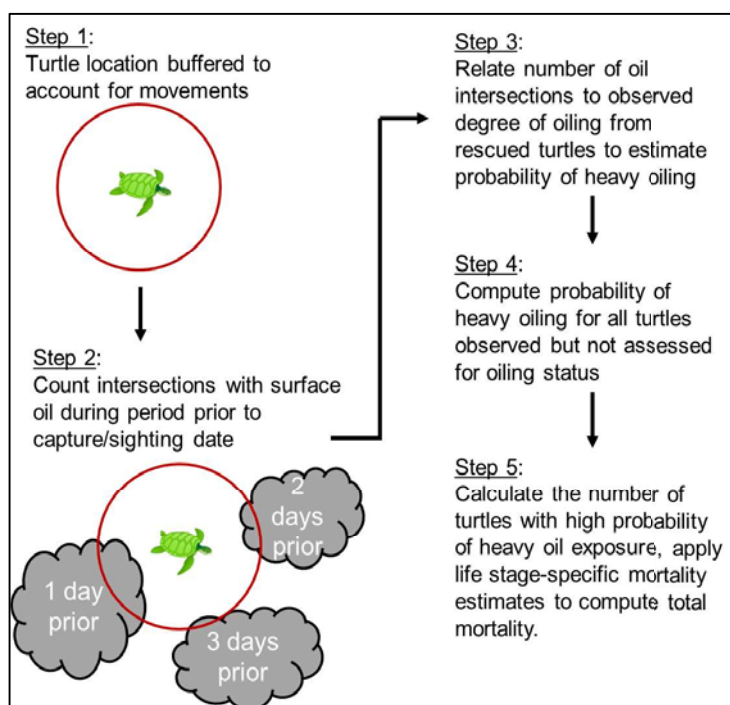 Step 1:
Turtle location buffered to
account for movements
Step 2:
Count intersections with surface
oil during period prior to
capture/sighting date
2
days
prior
1 day
prior
3 days
prior
Step 3:
Relate number of oil
intersections to observed
degree of oiling from
rescued turtles to estimate
probability of heavy oiling
Step 4:
Compute probability of
heavy oiling for all turtles
observed but not assessed
for oiling status
Step 5:
Calculate the number of
turtles with high probability
of heavy oil exposure, apply
life stage-specific mortality
estimates to compute total
mortality.